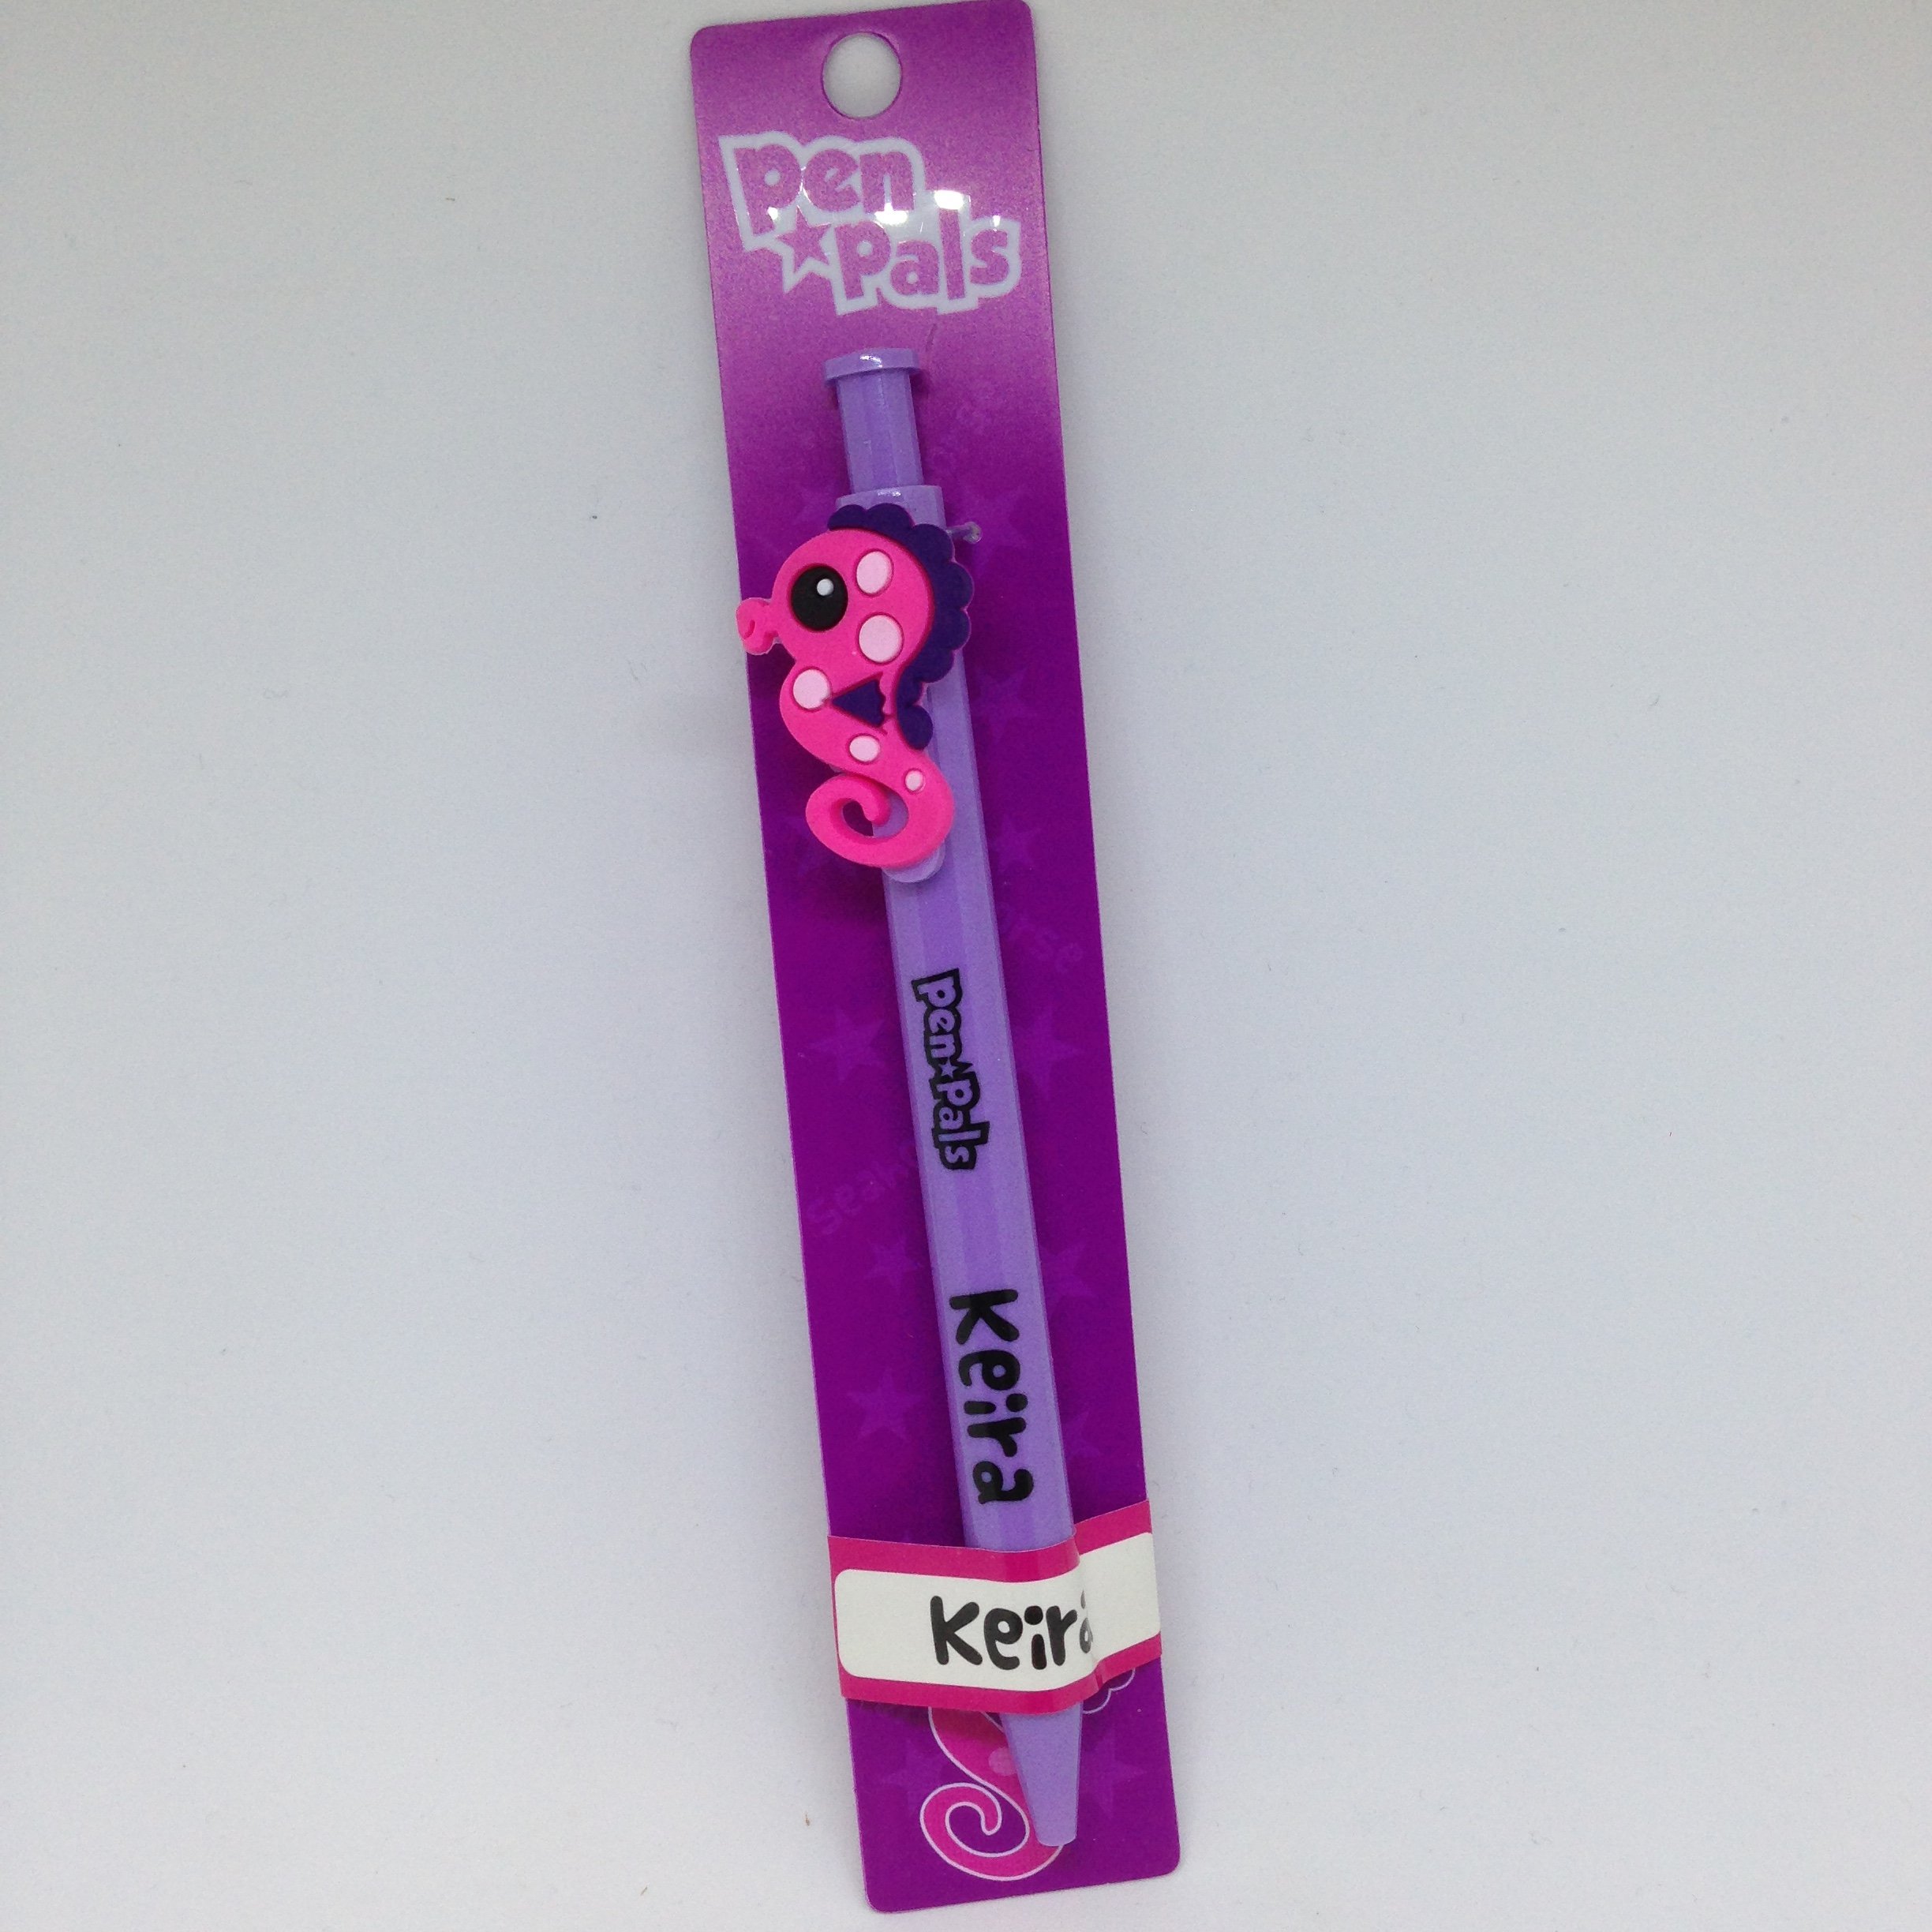 pen
Pals
pen Pals
Keira
Keira